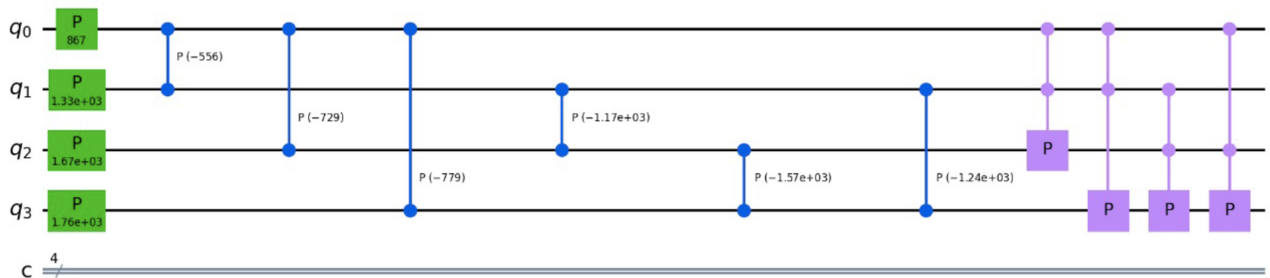 q0 P 867 P
q1 1.33e+03 P (−556)
q2 P 1.67e+03 P (−729) P (−1.17e+03) P
q3 P 1.76e+03 P (−779) P (−1.57e+03) P (−1.24e+03) P P P
c 4